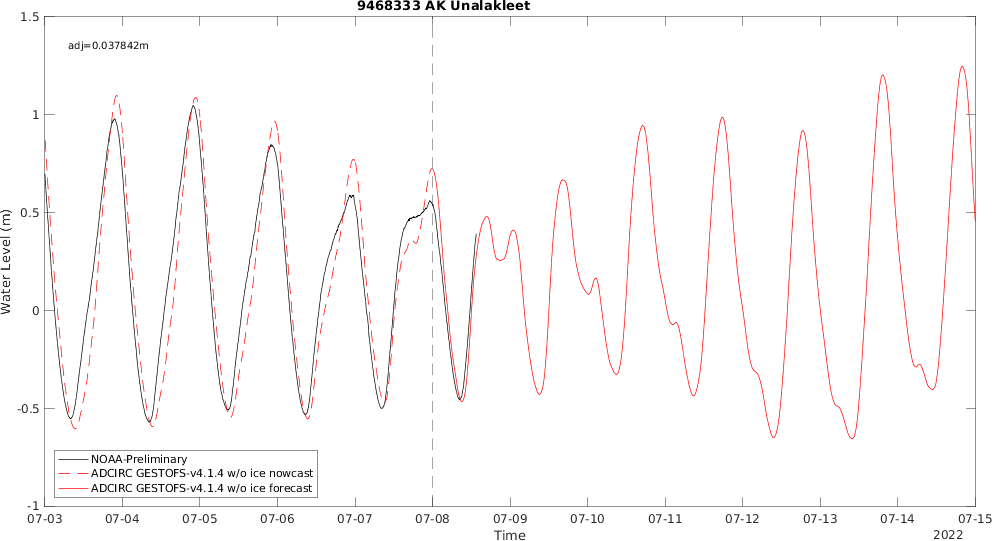 9468333 AK Unalakleet
adj=0.037842m
1.5
1
0.5
0
-0.5
-1
Water Level (m)
NOAA-Preliminary
ADCIRC GESTOFS-v4.1.4 w/o ice nowcast
ADCIRC GESTOFS-v4.1.4 w/o ice forecast
07-03 07-04 07-05 07-06 07-07 07-08 07-09 07-10 07-11 07-12 07-13 07-14 07-15
Time
2022